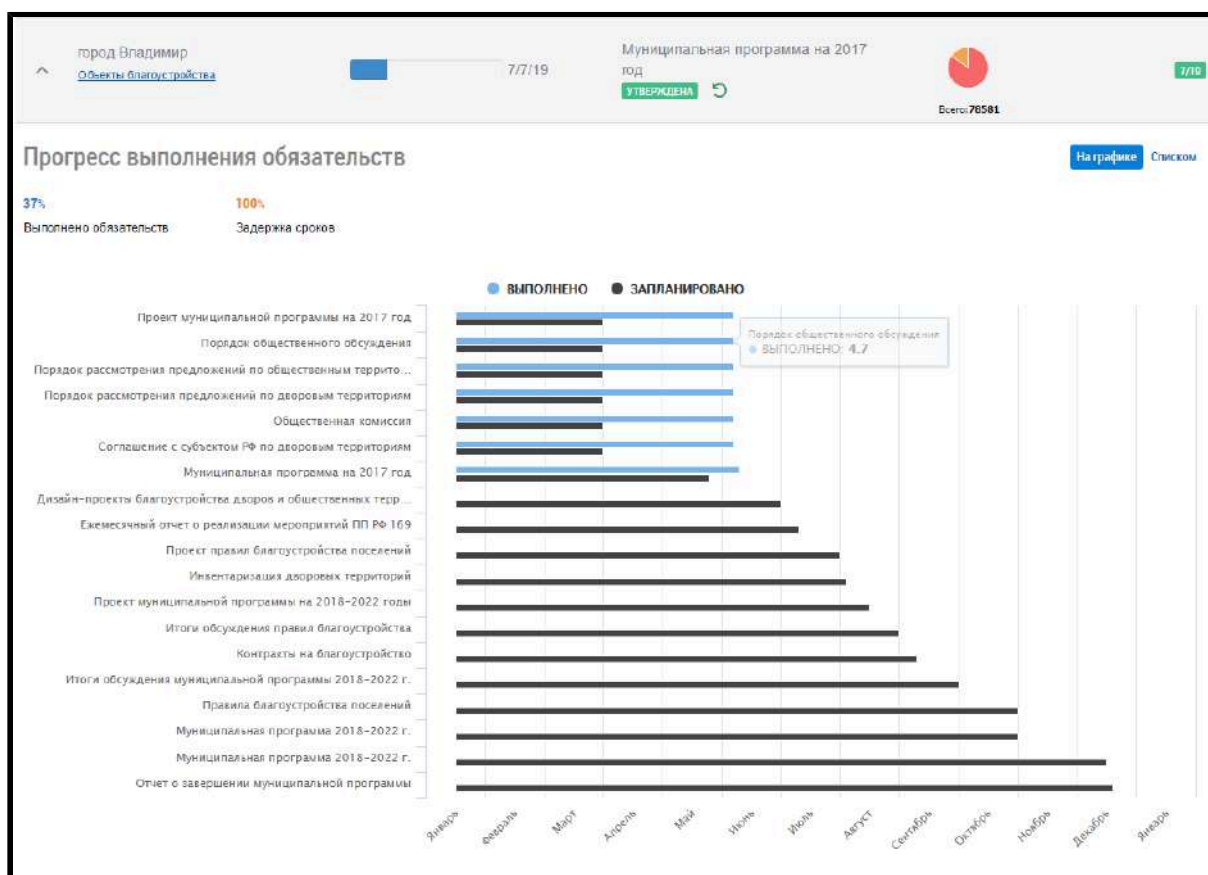 город Владимир
Объекты благоустройства
7/7/19
Муниципальная программа на 2017
год
УТВЕРЖДЕНА
Всего: 78581
7/10
Прогресс выполнения обязательств
На графике Списком
37% 100%
Выполнено обязательств Задержка сроков
ВЫПОЛНЕНО ЗАПЛАНИРОВАНО
Проект муниципальной программы на 2017 год
Порядок общественного обсуждения
Порядок общественного обсуждения
ВЫПОЛНЕНО: 4.7
Порядок рассмотрения предложений по общественным террито...
Порядок рассмотрения предложений по дворовым территориям
Общественная комиссия
Соглашение с субъектом РФ по дворовым территориям
Муниципальная программа на 2017 год
Дизайн-проекты благоустройства дворов и общественных терр...
Ежемесячный отчет о реализации мероприятий ПП РФ 169
Проект правил благоустройства поселений
Инвентаризация дворовых территорий
Проект муниципальной программы на 2018-2022 годы
Итоги обсуждения правил благоустройства
Контракты на благоустройство
Итоги обсуждения муниципальной программы 2018-2022 г.
Правила благоустройства поселений
Муниципальная программа 2018-2022 г.
Муниципальная программа 2018-2022 г.
Отчет о завершении муниципальной программы
Январь Февраль Март Апрель Май Июнь Июль Август Сентябрь Октябрь Ноябрь Декабрь Январь